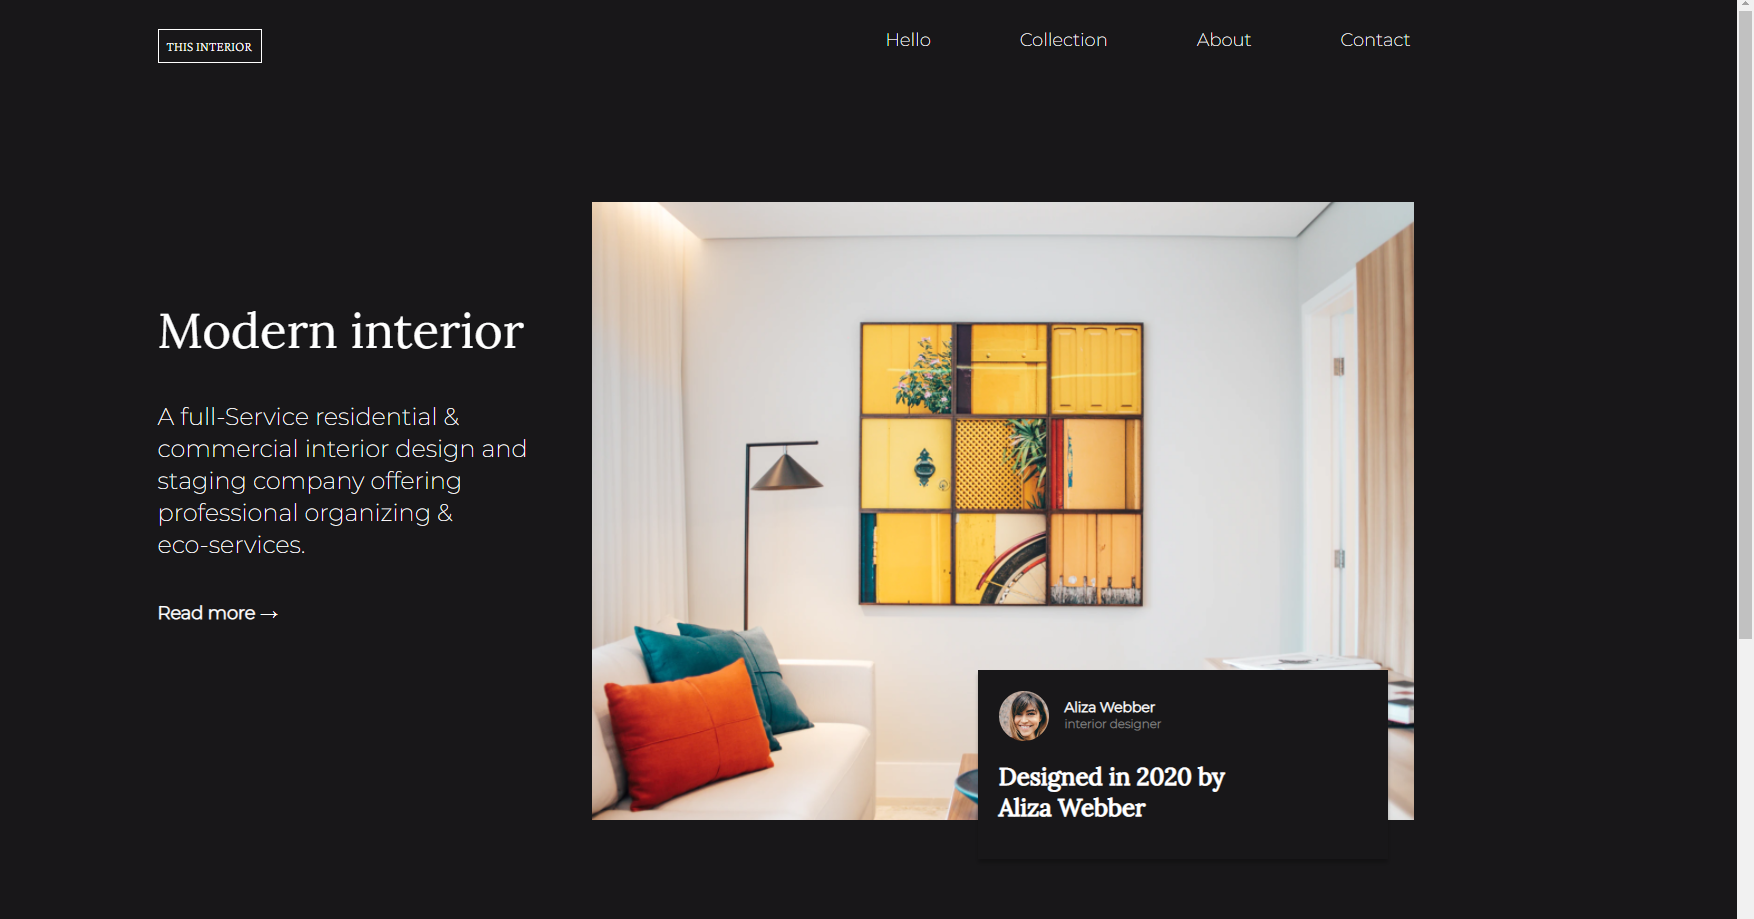 THIS INTERIOR
Hello
Collection
About
Contact
Modern interior
A full-Service residential &
commercial interior design and
staging company offering
professional organizing &
eco-services.
Read more →
Aliza Webber
interior designer
Designed in 2020 by
Aliza Webber